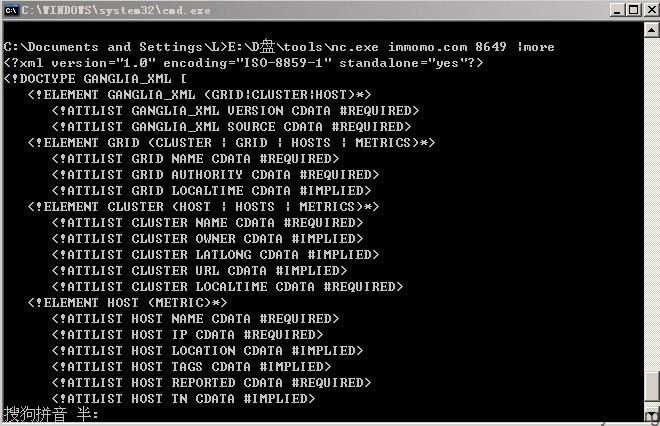 C:\WINDOWS\system32\cmd.exe
C:\Documents and Settings\L>E:\D盘\tools\nc.exe immomo.com 8649 |more
<?xml version="1.0" encoding="ISO-8859-1" standalone="yes"?>
<!DOCTYPE GANGLIA_XML [
<!ELEMENT GANGLIA_XML (GRID|CLUSTER|HOST)*>
<!ATTLIST GANGLIA_XML VERSION CDATA #REQUIRED>
<!ATTLIST GANGLIA_XML SOURCE CDATA #REQUIRED>
<!ELEMENT GRID (CLUSTER | GRID | HOSTS | METRICS)*>
<!ATTLIST GRID NAME CDATA #REQUIRED>
<!ATTLIST GRID AUTHORITY CDATA #REQUIRED>
<!ATTLIST GRID LOCALTIME CDATA #IMPLIED>
<!ELEMENT CLUSTER (HOST | HOSTS | METRICS)*>
<!ATTLIST CLUSTER NAME CDATA #REQUIRED>
<!ATTLIST CLUSTER OWNER CDATA #IMPLIED>
<!ATTLIST CLUSTER LATLONG CDATA #IMPLIED>
<!ATTLIST CLUSTER URL CDATA #IMPLIED>
<!ATTLIST CLUSTER LOCALTIME CDATA #REQUIRED>
<!ELEMENT HOST (METRIC)*>
<!ATTLIST HOST NAME CDATA #REQUIRED>
<!ATTLIST HOST IP CDATA #REQUIRED>
<!ATTLIST HOST LOCATION CDATA #IMPLIED>
<!ATTLIST HOST TAGS CDATA #IMPLIED>
<!ATTLIST HOST REPORTED CDATA #REQUIRED>
<!ATTLIST HOST TN CDATA #IMPLIED>
搜狗拼音 半: